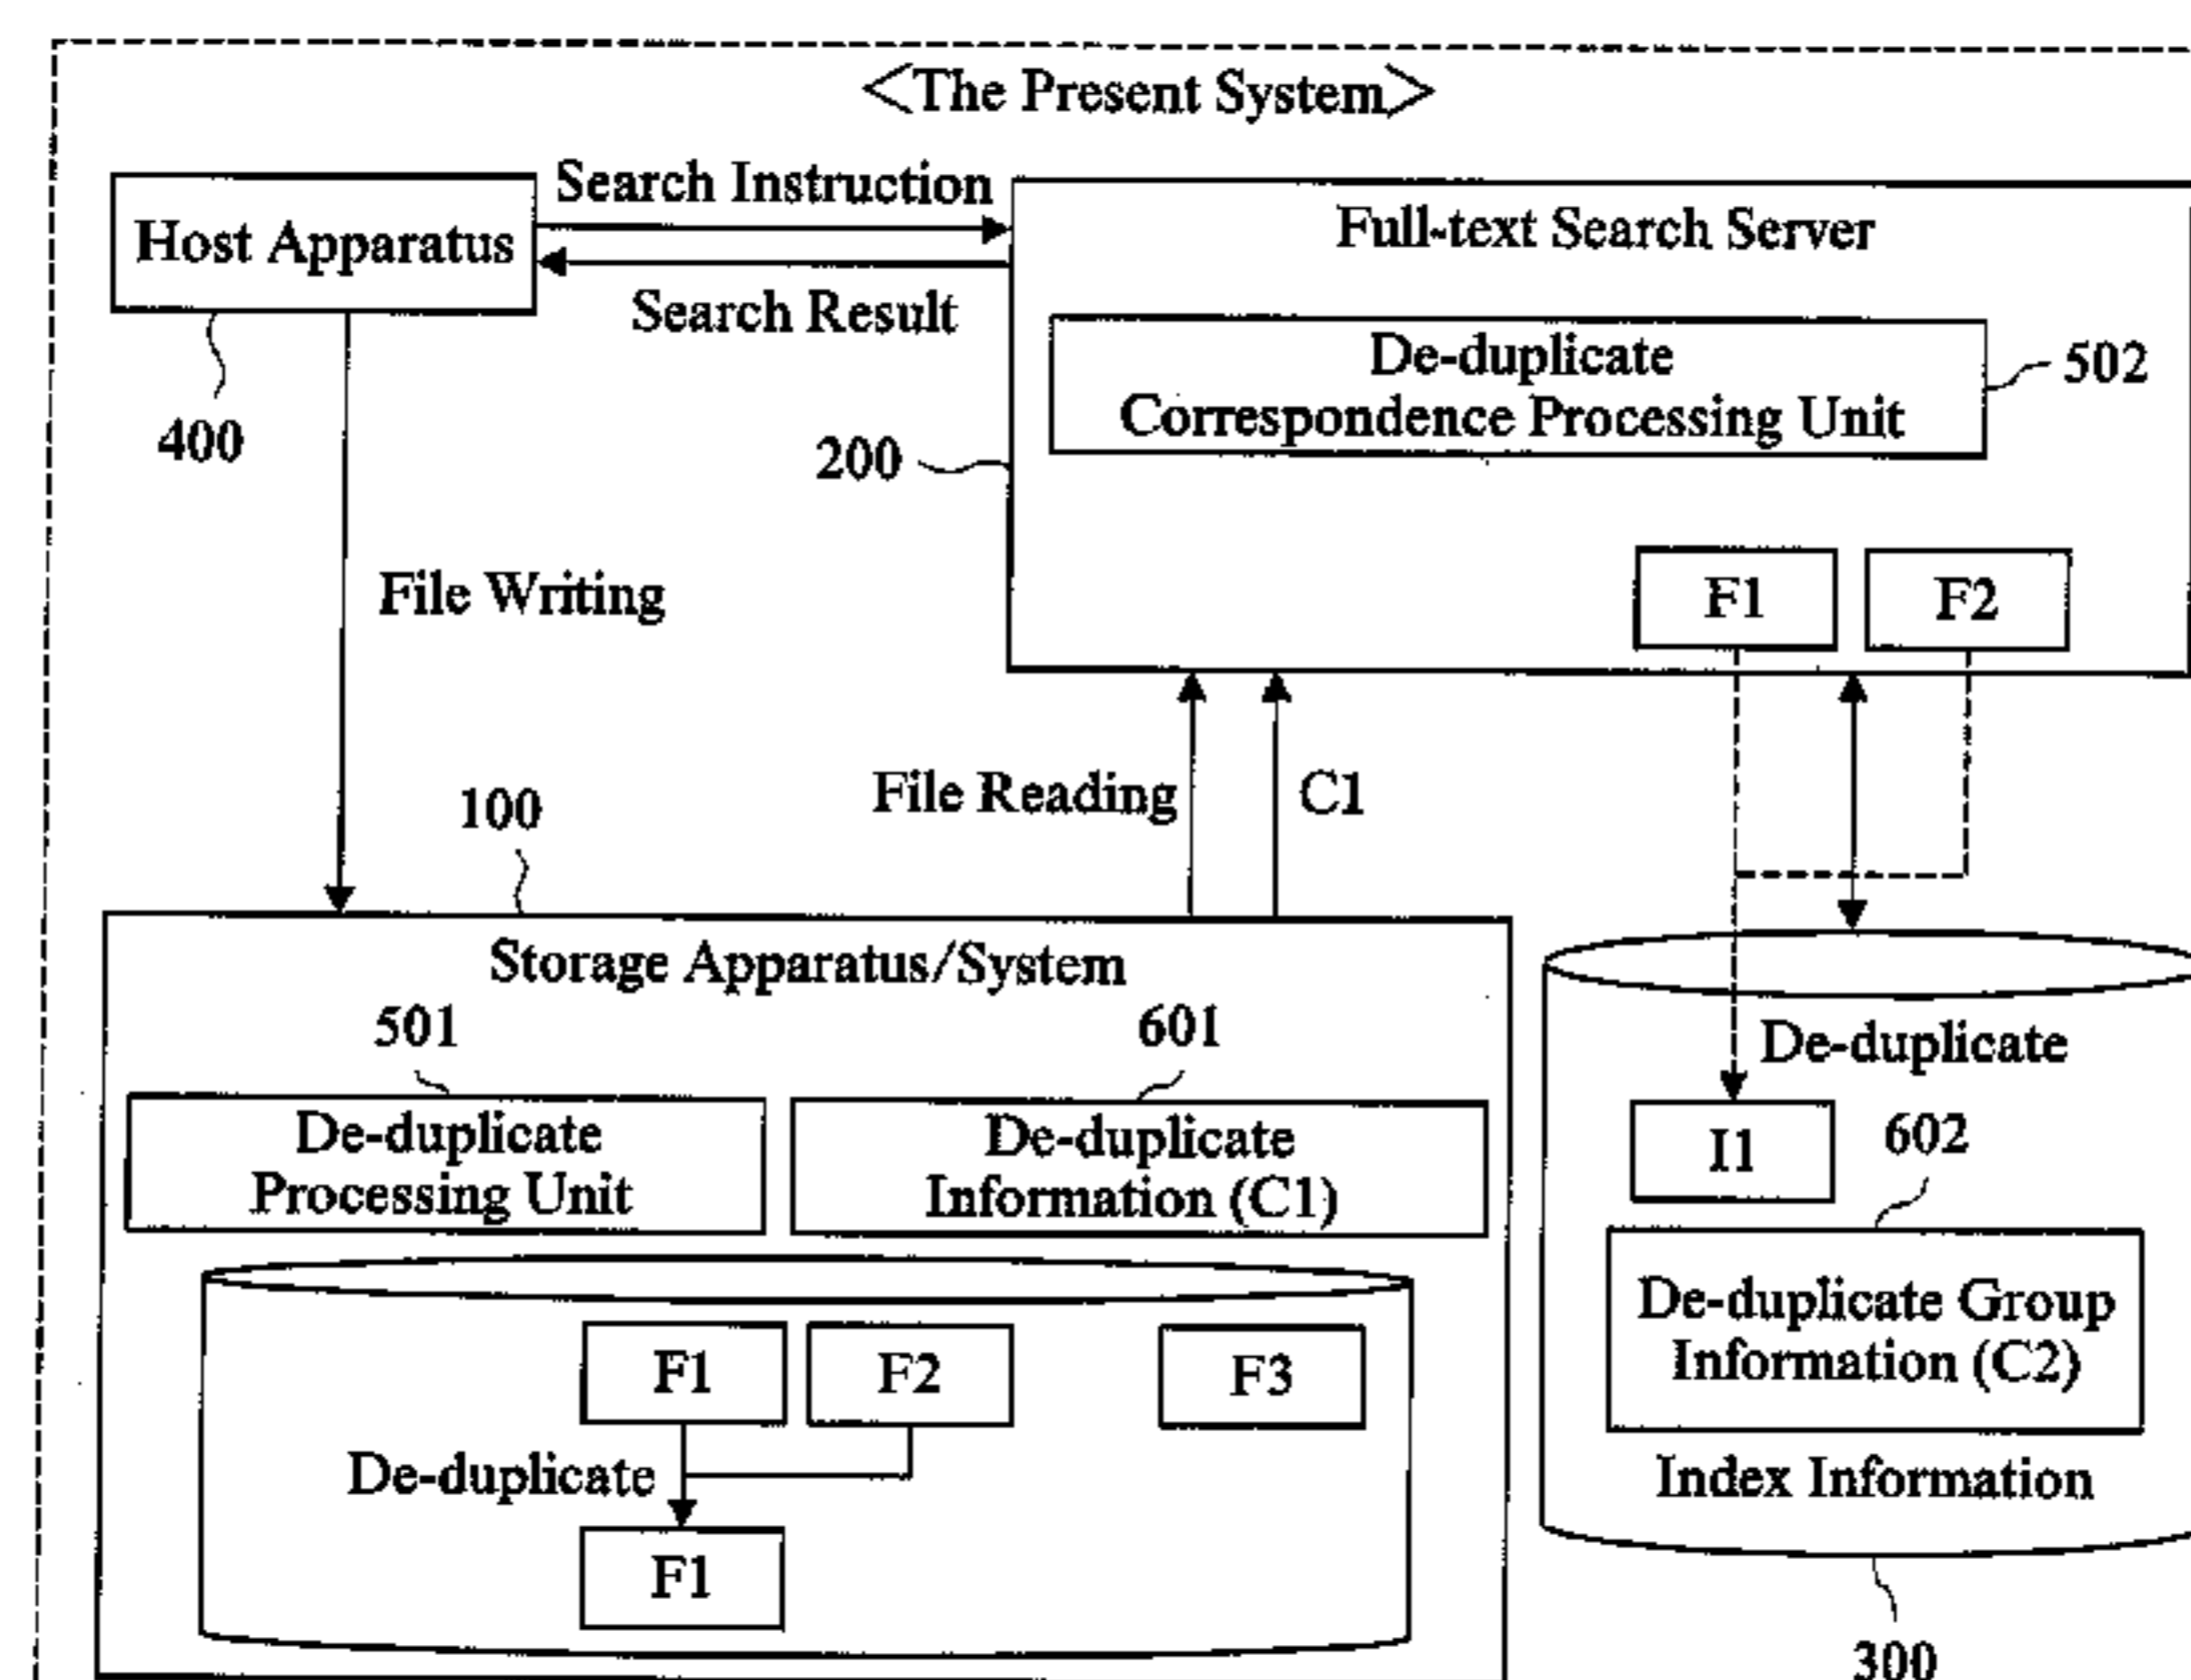 <The Present System>
Host Apparatus
Search Instruction
Search Result
Full-text Search Server
De-duplicate
Correspondence Processing Unit
502
400
200
File Writing
F1
F2
100
File Reading
C1
Storage Apparatus/System
501
601
De-duplicate
Processing Unit
De-duplicate
Information (C1)
F1
F2
F3
De-duplicate
F1
De-duplicate
I1
602
De-duplicate Group
Information (C2)
Index Information
300